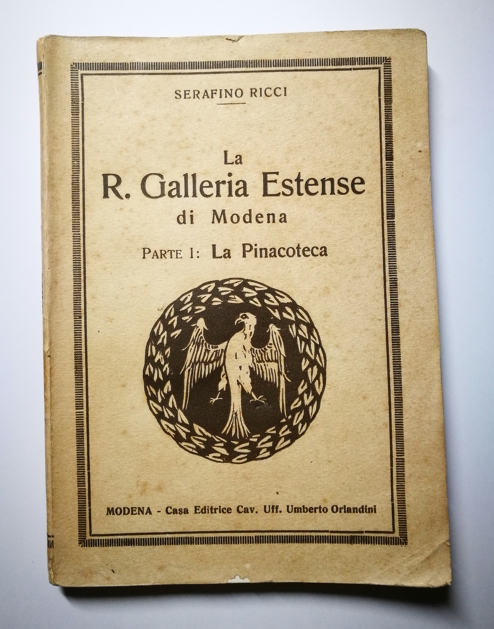 SERAFINO RICCI
La
R. Galleria Estense
di Modena
PARTE I: La Pinacoteca
MODENA - Casa Editrice Cav. Uff. Umberto Orlandini